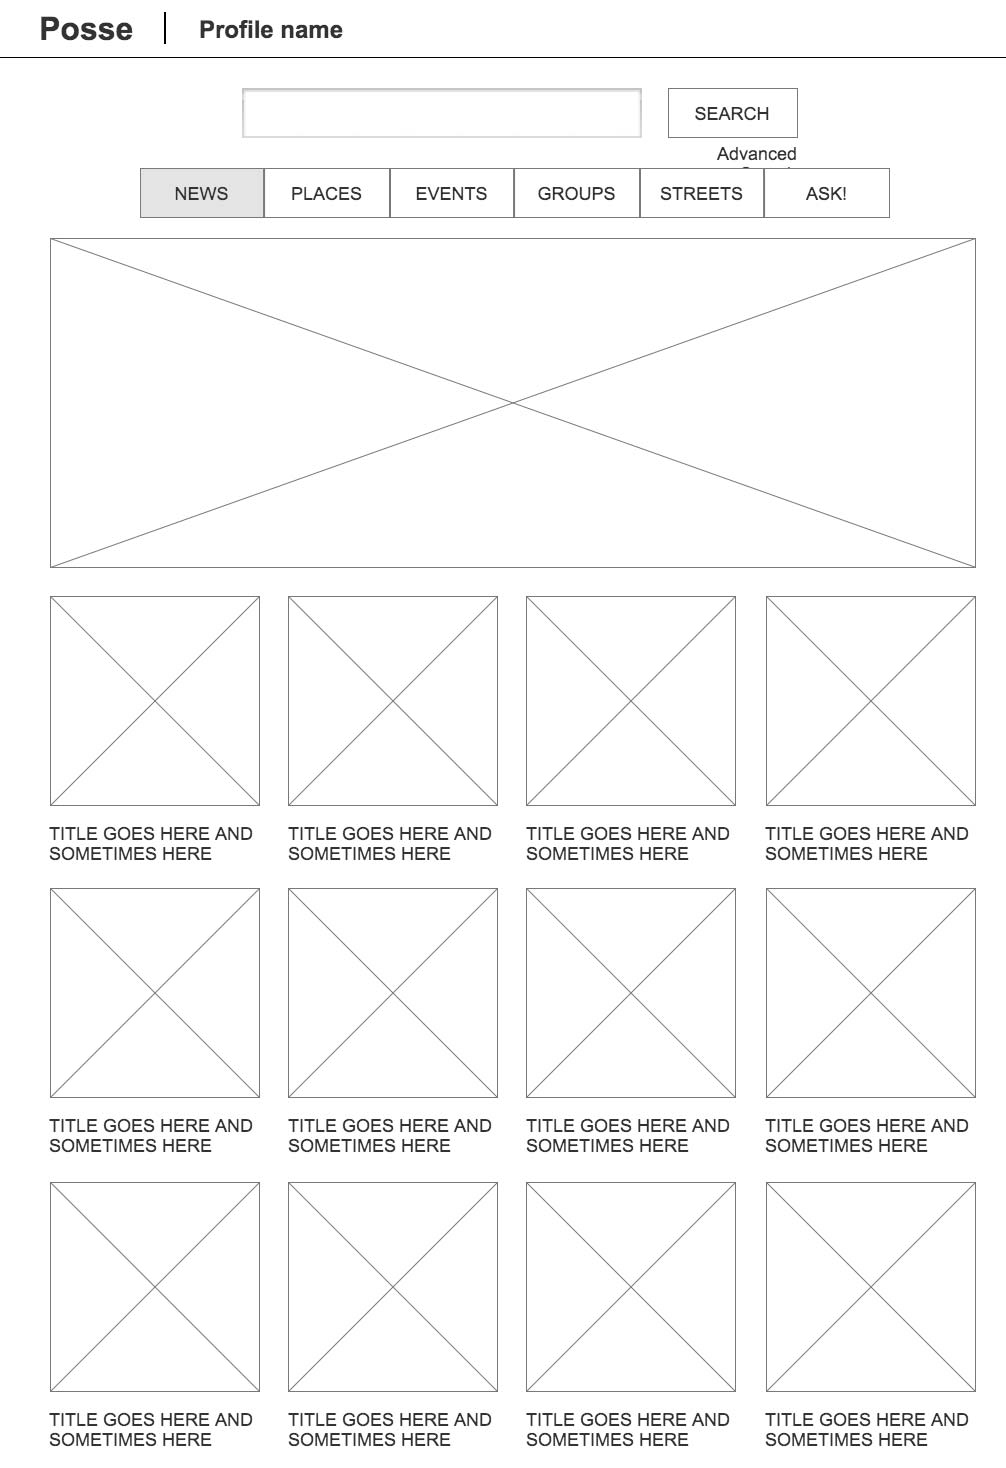 Posse
Profile name
SEARCH
Advanced
NEWS PLACES EVENTS GROUPS STREETS ASK!
TITLE GOES HERE AND TITLE GOES HERE AND TITLE GOES HERE AND TITLE GOES HERE AND
SOMETIMES HERE SOMETIMES HERE SOMETIMES HERE SOMETIMES HERE
TITLE GOES HERE AND TITLE GOES HERE AND TITLE GOES HERE AND TITLE GOES HERE AND
SOMETIMES HERE SOMETIMES HERE SOMETIMES HERE SOMETIMES HERE
TITLE GOES HERE AND TITLE GOES HERE AND TITLE GOES HERE AND TITLE GOES HERE AND
SOMETIMES HERE SOMETIMES HERE SOMETIMES HERE SOMETIMES HERE